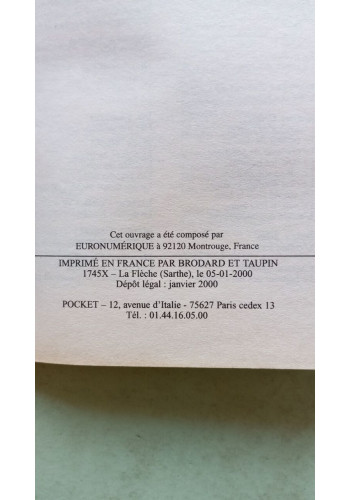 Cet ouvrage a été composé par
EURONUMÉRIQUE à 92120 Montrouge, France
IMPRIMÉ EN FRANCE PAR BRODARD ET TAUPIN
1745X – La Flèche (Sarthe), le 05-01-2000
Dépôt légal : janvier 2000
POCKET – 12, avenue d'Italie - 75627 Paris cedex 13
Tél. : 01.44.16.05.00